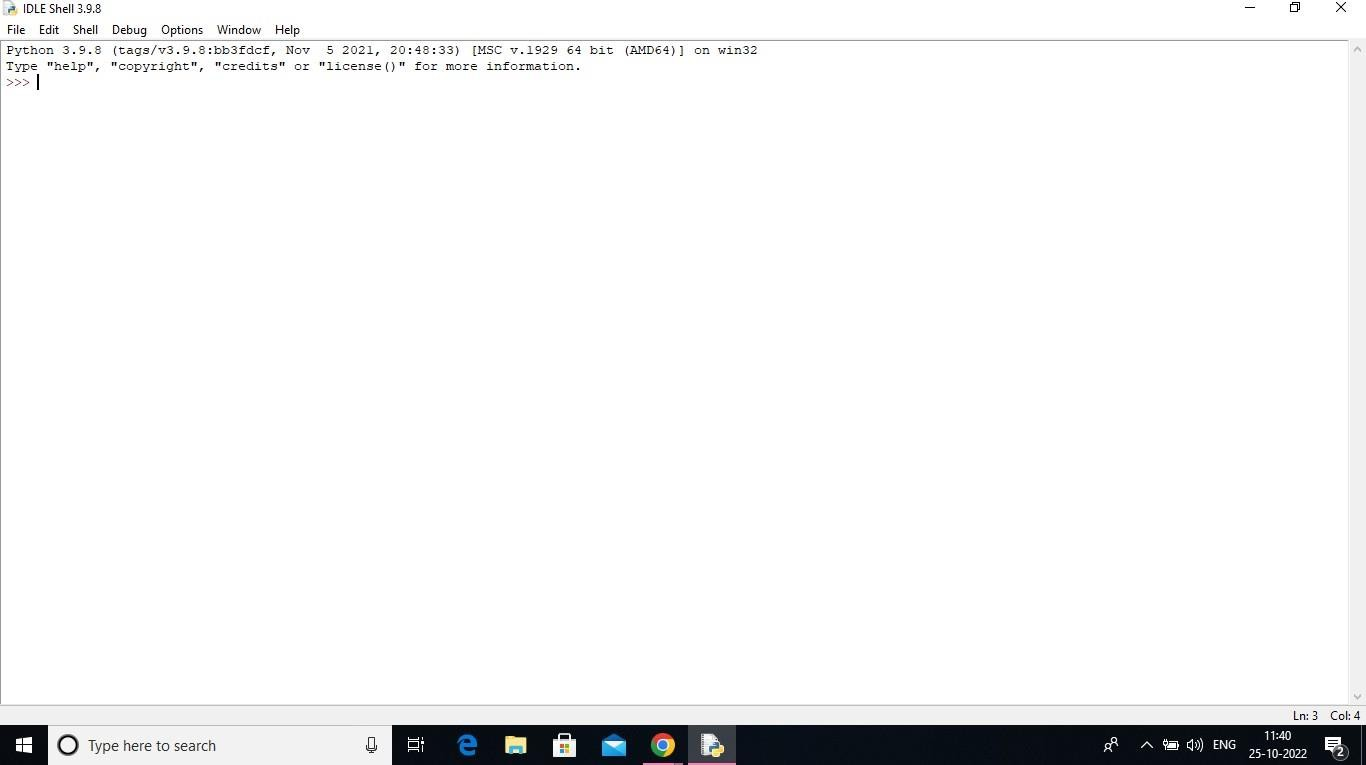 IDLE Shell 3.9.8
File Edit Shell Debug Options Window Help
Python 3.9.8 (tags/v3.9.8:bb3fdcf, Nov  5 2021, 20:48:33) [MSC v.1929 64 bit (AMD64)] on win32
Type "help", "copyright", "credits" or "license()" for more information.
>>>
Ln: 3 Col: 4
Type here to search
ENG
11:40
25-10-2022
2